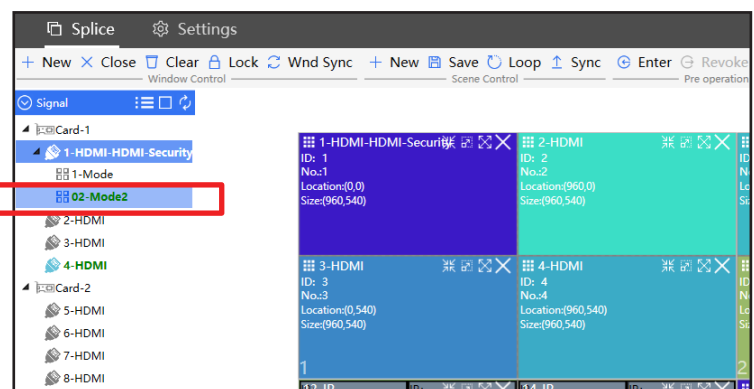 Splice Settings
New Close Clear Lock Wnd Sync New Save Loop Sync Enter Revoke
Window Control Scene Control Pre operation
Signal
Card-1
1-HDMI-HDMI-Security
1-Mode
02-Mode2
2-HDMI
3-HDMI
4-HDMI
Card-2
5-HDMI
6-HDMI
7-HDMI
8-HDMI
1-HDMI-HDMI-Security
ID: 1
No.:1
Location:(0,0)
Size:(960,540)
2-HDMI
ID: 2
No.:2
Location:(960,0)
Size:(960,540)
3-HDMI
ID: 3
No.:3
Location:(0,540)
Size:(960,540)
1
4-HDMI
ID: 4
No.:4
Location:(960,540)
Size:(960,540)
2